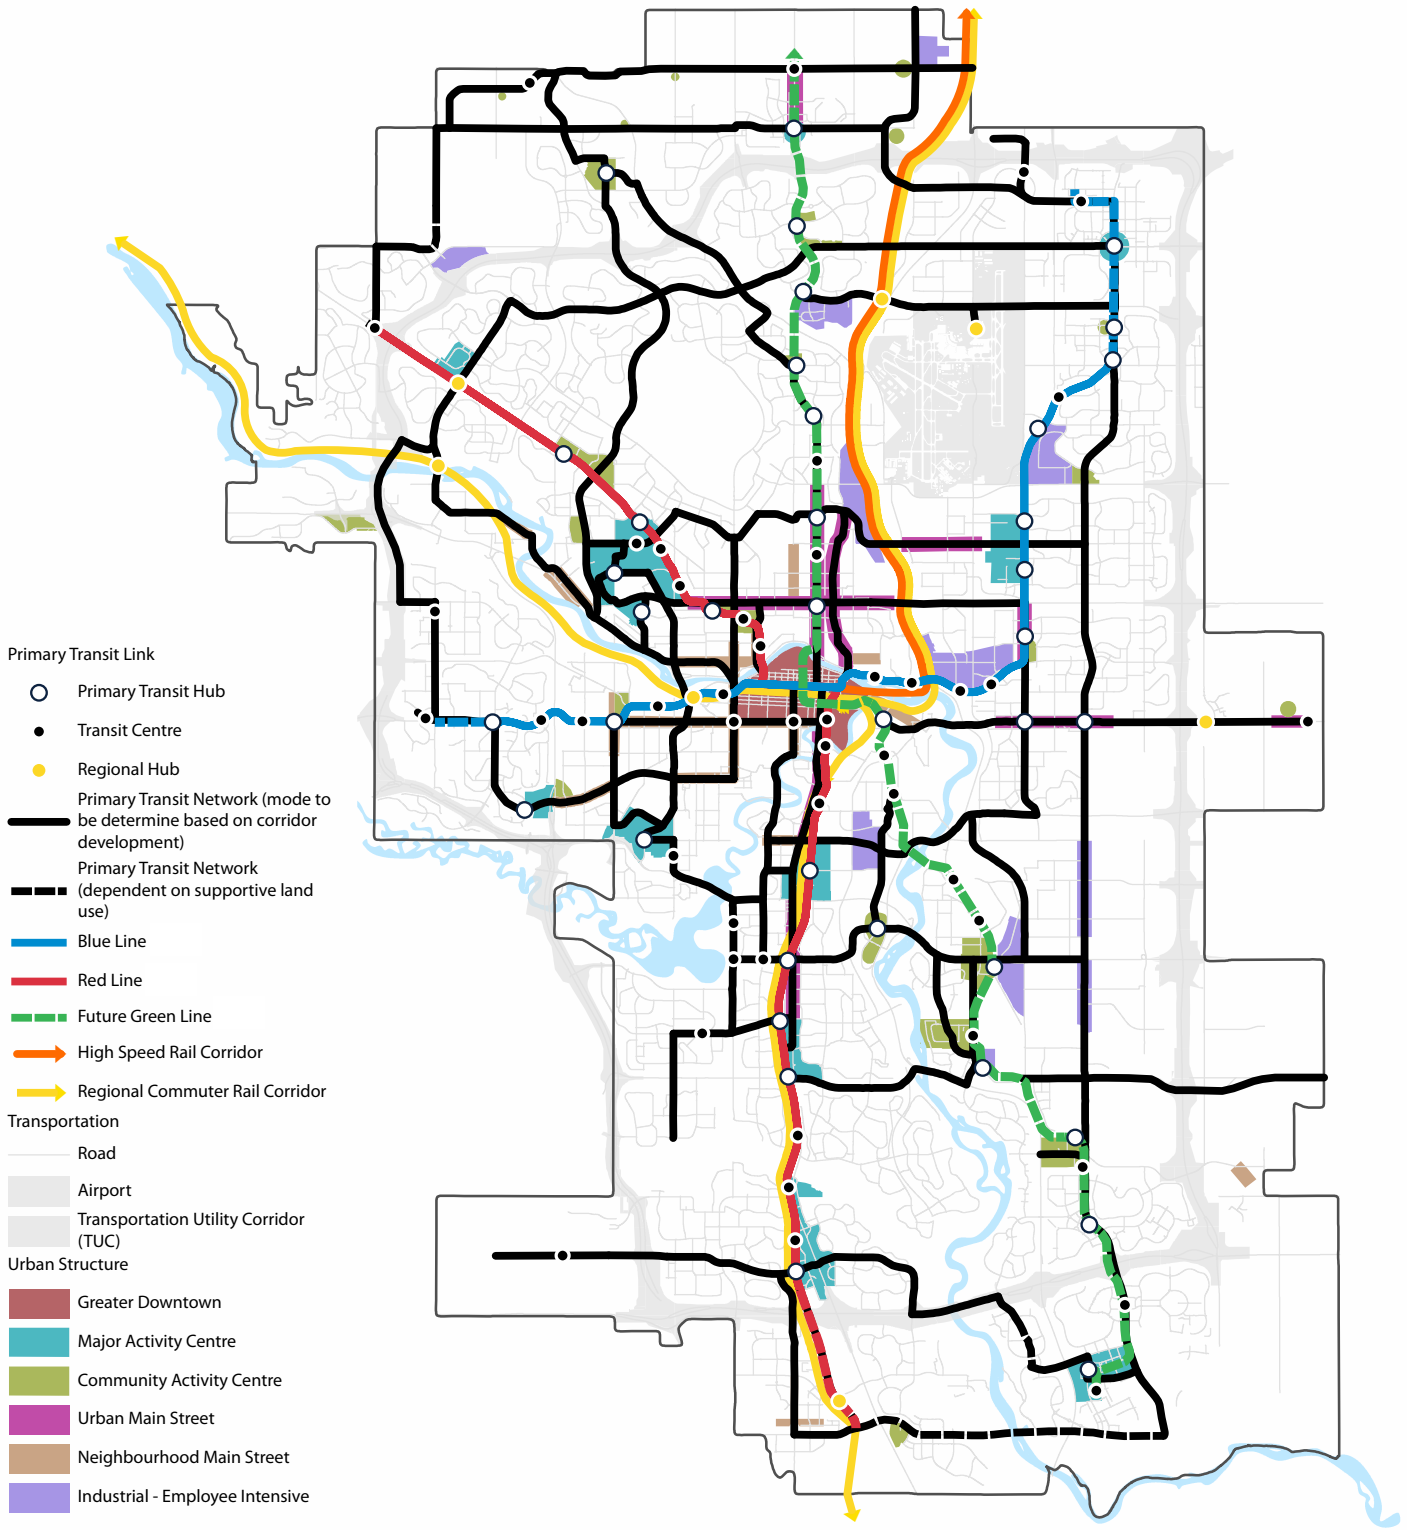 Primary Transit Link
Primary Transit Hub
Transit Centre
Regional Hub
Primary Transit Network (mode to
be determine based on corridor
development)
Primary Transit Network
(dependent on supportive land
use)
Blue Line
Red Line
Future Green Line
High Speed Rail Corridor
Regional Commuter Rail Corridor
Transportation
Road
Airport
Transportation Utility Corridor
(TUC)
Urban Structure
Greater Downtown
Major Activity Centre
Community Activity Centre
Urban Main Street
Neighbourhood Main Street
Industrial - Employee Intensive